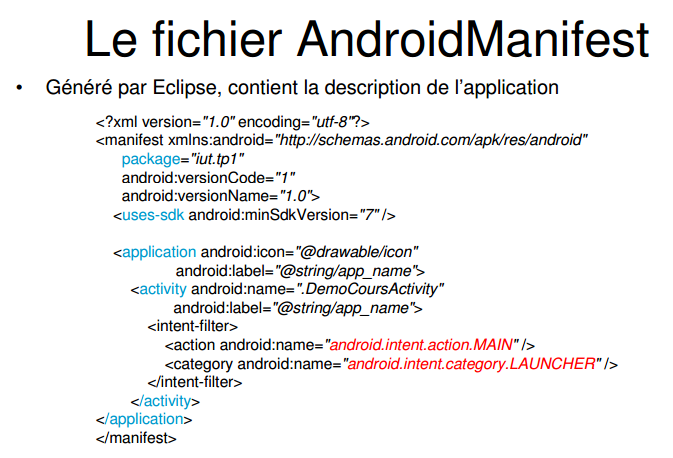 Le fichier AndroidManifest
• Généré par Eclipse, contient la description de l'application
<?xml version="1.0" encoding="utf-8"?>
<manifest xmlns:android="http://schemas.android.com/apk/res/android"
package="iut.tp1"
android:versionCode="1"
android:versionName="1.0">
<uses-sdk android:minSdkVersion="7" />
<application android:icon="@drawable/icon"
android:label="@string/app_name">
<activity android:name=".DemoCoursActivity"
android:label="@string/app_name">
<intent-filter>
<action android:name="android.intent.action.MAIN" />
<category android:name="android.intent.category.LAUNCHER" />
</intent-filter>
</activity>
</application>
</manifest>